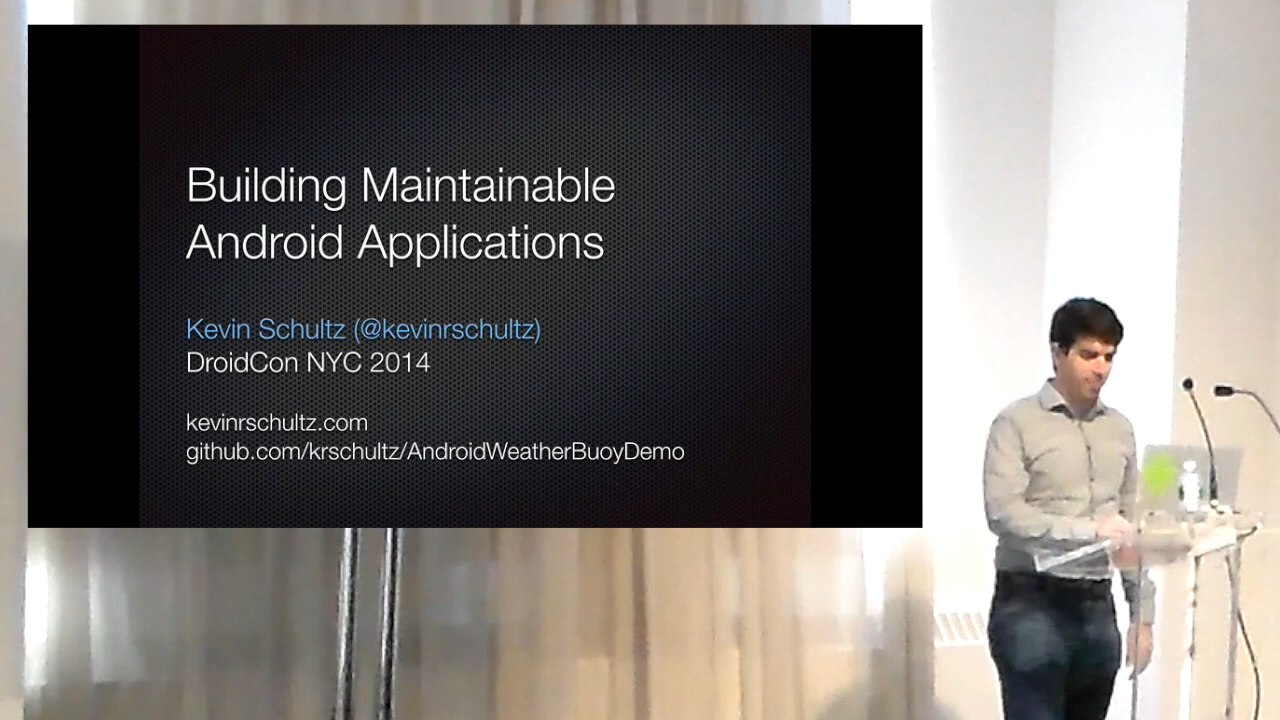 Building Maintainable
Android Applications
Kevin Schultz (@kevinrschultz)
DroidCon NYC 2014
kevinrschultz.com
github.com/krschultz/AndroidWeatherBuoyDemo